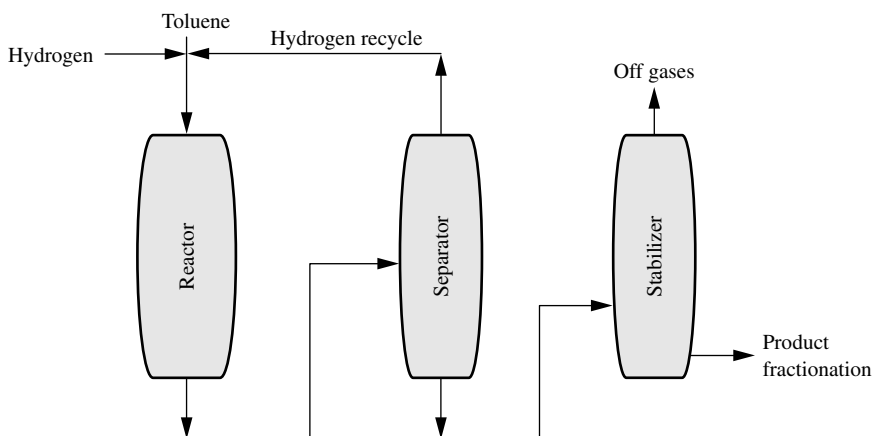 Toluene
Hydrogen recycle
Hydrogen
Off gases
Reactor
Separator
Stabilizer
Product
fractionation